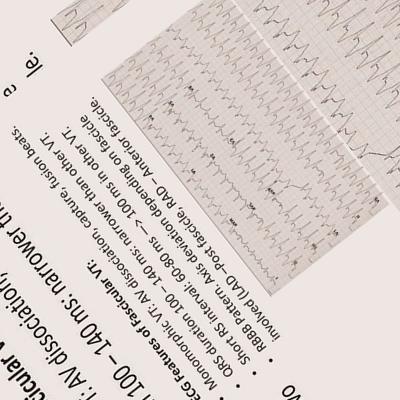 le.
e
ECG Features of Fascicular VT:
Monomorphic VT. AV dissociation, capture, fusion beats.
QRS duration 100 – 140 ms: narrower than other VT.
Short RS interval: 60-80 ms —> 100 ms in other VT.
RBBB Pattern. Axis deviation depending on fascicle
involved (LAD –Post fascicle, RAD – Anterior fascicle.
cicular V
T. AV dissociation,
n 100 – 140 ms: narrower th
vo